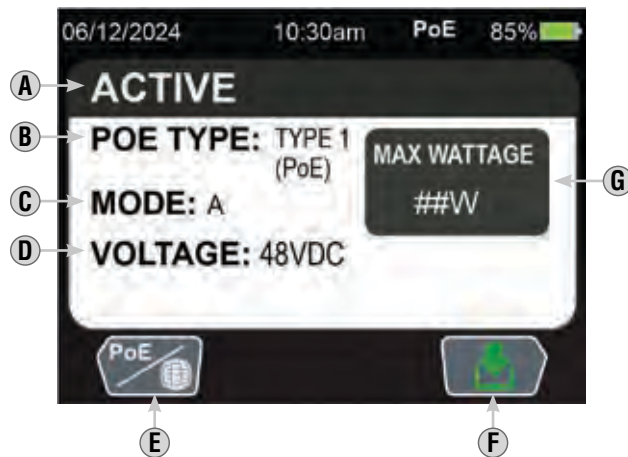 06/12/2024 10:30am PoE 85%
A ACTIVE
B POE TYPE: TYPE 1
(PoE)
MAX WATTAGE
G
C MODE: A
##W
D VOLTAGE: 48VDC
PoE
E F